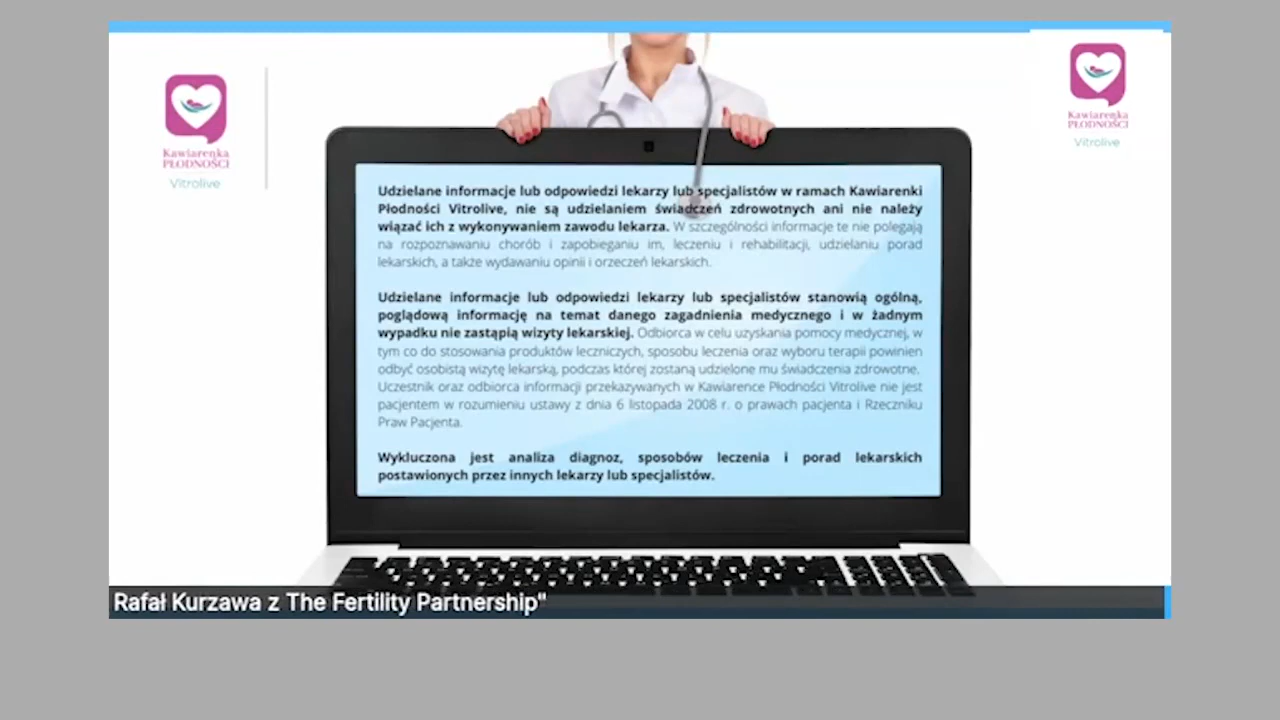 Kawiarenka
PŁODNOŚCI
Vitrolive
Kawiarenka
PŁODNOŚCI
Vitrolive
Udzielane informacje lub odpowiedzi lekarzy lub specjalistów w ramach Kawiarenki
Płodności Vitrolive, nie są udzielaniem świadczeń zdrowotnych ani nie należy
wiązać ich z wykonywaniem zawodu lekarza. W szczególności informacje te nie polegają
na rozpoznawaniu chorób i zapobieganiu im, leczeniu i rehabilitacji, udzielaniu porad
lekarskich, a także wydawaniu opinii i orzeczeń lekarskich.
Udzielane informacje lub odpowiedzi lekarzy lub specjalistów stanowią ogólną,
poglądową informację na temat danego zagadnienia medycznego i w żadnym
wypadku nie zastąpią wizyty lekarskiej. Odbiorca w celu uzyskania pomocy medycznej, w
tym co do stosowania produktów leczniczych, sposobu leczenia oraz wyboru terapii powinien
odbyć osobistą wizytę lekarską, podczas której zostaną udzielone mu świadczenia zdrowotne.
Uczestnik oraz odbiorca informacji przekazywanych w Kawiarence Płodności Vitrolive nie jest
pacjentem w rozumieniu ustawy z dnia 6 listopada 2008 r. o prawach pacjenta i Rzeczniku
Praw Pacjenta.
Wykluczona jest analiza diagnoz, sposobów leczenia i porad lekarskich
postawionych przez innych lekarzy lub specjalistów.
Rafał Kurzawa z The Fertility Partnership"